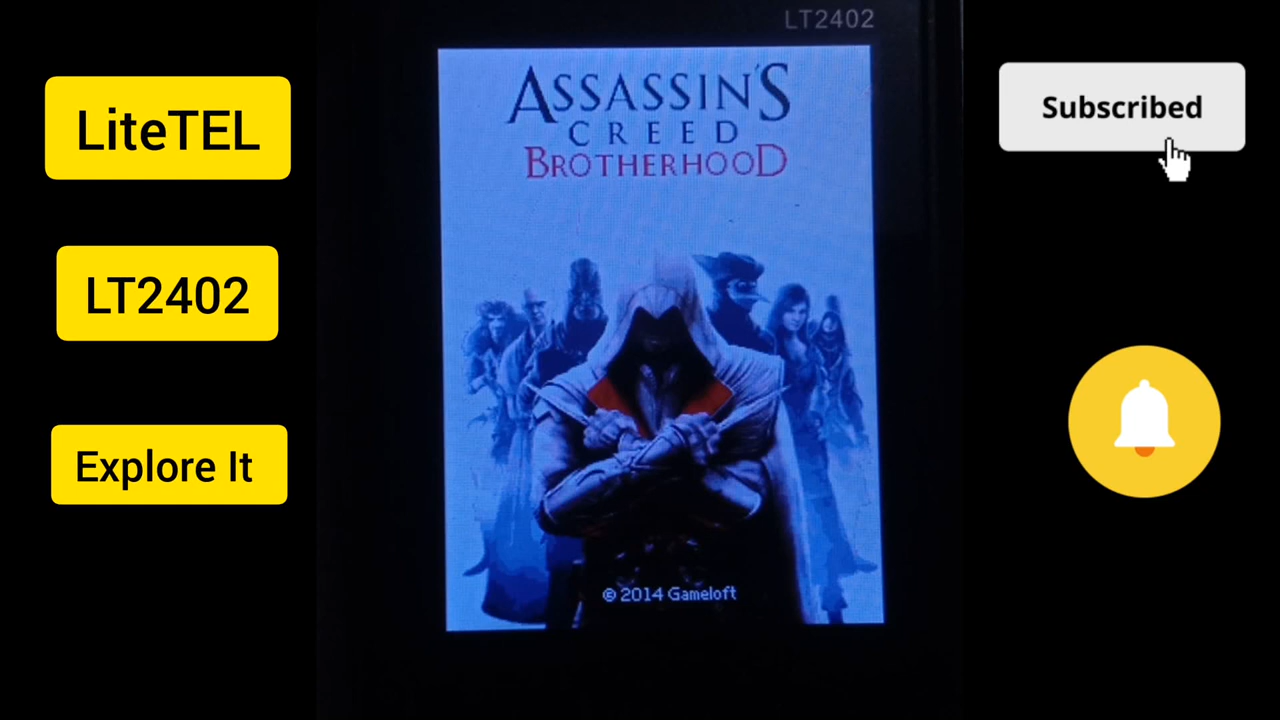 LiteTEL
LT2402
Explore It
LT2402
ASSASSIN'S
CREED
BROTHERHOOD
© 2014 Gameloft
Subscribed